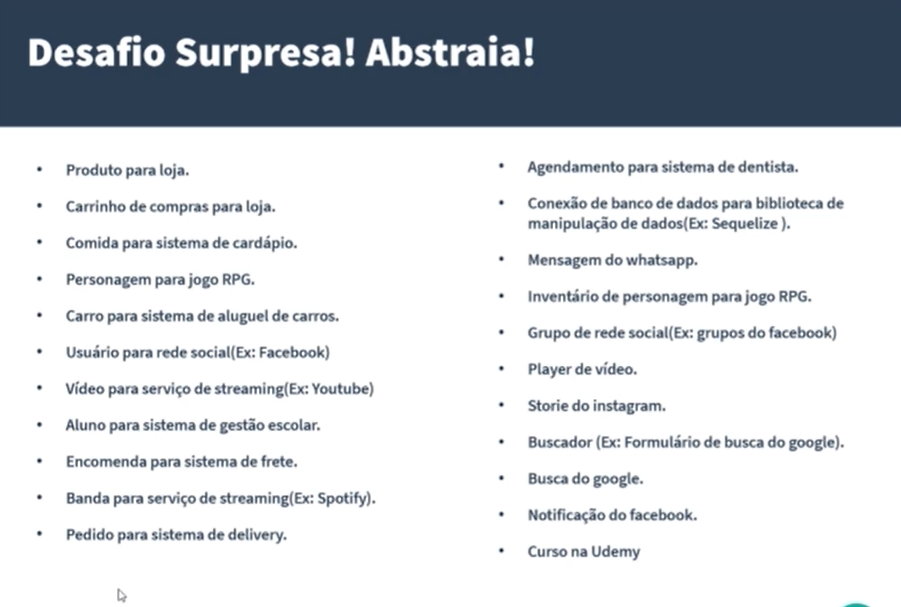 Desafio Surpresa! Abstraia!
• Produto para loja.
• Carrinho de compras para loja.
• Comida para sistema de cardápio.
• Personagem para jogo RPG.
• Carro para sistema de aluguel de carros.
• Usuário para rede social(Ex: Facebook)
• Vídeo para serviço de streaming(Ex: Youtube)
• Aluno para sistema de gestão escolar.
• Encomenda para sistema de frete.
• Banda para serviço de streaming(Ex: Spotify).
• Pedido para sistema de delivery.
• Agendamento para sistema de dentista.
• Conexão de banco de dados para biblioteca de
manipulação de dados(Ex: Sequelize ).
• Mensagem do whatsapp.
• Inventário de personagem para jogo RPG.
• Grupo de rede social(Ex: grupos do facebook)
• Player de vídeo.
• Storie do instagram.
• Buscador (Ex: Formulário de busca do google).
• Busca do google.
• Notificação do facebook.
• Curso na Udemy